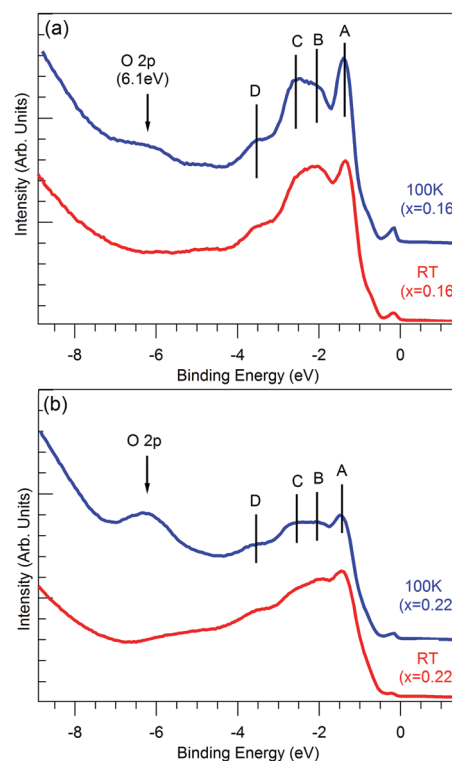 (a)
O 2p
(6.1eV)
D
C
B
A
Intensity (Arb. Units)
100K
(x=0.16
RT
(x=0.16
-8
-6
-4
-2
0
Binding Energy (eV)
(b)
O 2p
D
C
B
A
Intensity (Arb. Units)
100K
(x=0.22
RT
(x=0.22)
-8
-6
-4
-2
0
Binding Energy (eV)